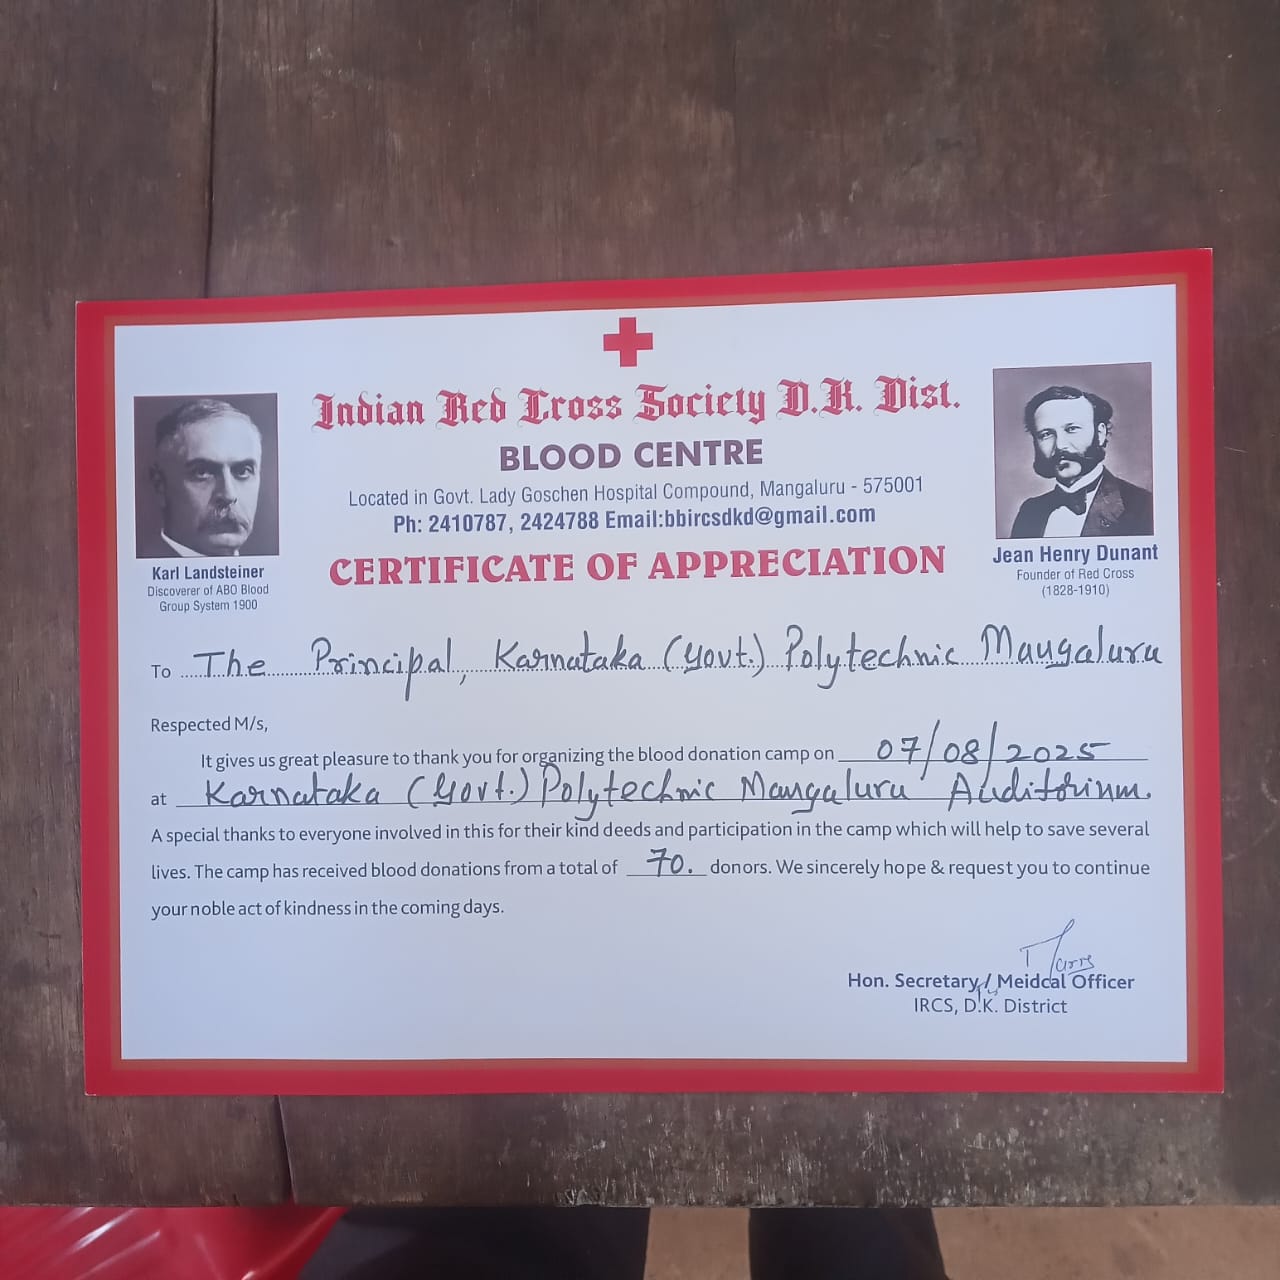 Indian Red Cross Society D.K. Dist.
BLOOD CENTRE
Located in Govt. Lady Goschen Hospital Compound, Mangaluru - 575001
Ph: 2410787, 2424788 Email:bbircsdkd@gmail.com
CERTIFICATE OF APPRECIATION
Karl Landsteiner
Discoverer of ABO Blood
Group System 1900
Jean Henry Dunant
Founder of Red Cross
(1828-1910)
To The Principal, Karnataka (Govt.) Polytechnic Mangaluru
Respected M/s,
It gives us great pleasure to thank you for organizing the blood donation camp on 07/08/2025
at Karnataka (Govt.) Polytechnic Mangaluru Auditorium.
A special thanks to everyone involved in this for their kind deeds and participation in the camp which will help to save several
lives. The camp has received blood donations from a total of 70. donors. We sincerely hope & request you to continue
your noble act of kindness in the coming days.
Hon. Secretary / Meidcal Officer
IRCS, D.K. District